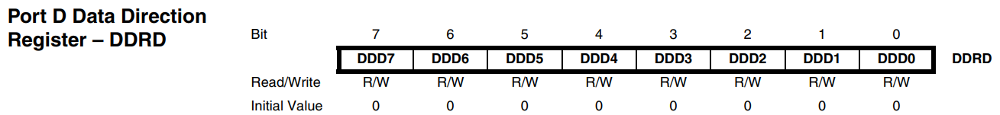 Port D Data Direction
Register – DDRD
Bit 7 6 5 4 3 2 1 0
DDD7 DDD6 DDD5 DDD4 DDD3 DDD2 DDD1 DDD0 DDRD
Read/Write R/W R/W R/W R/W R/W R/W R/W R/W
Initial Value 0 0 0 0 0 0 0 0